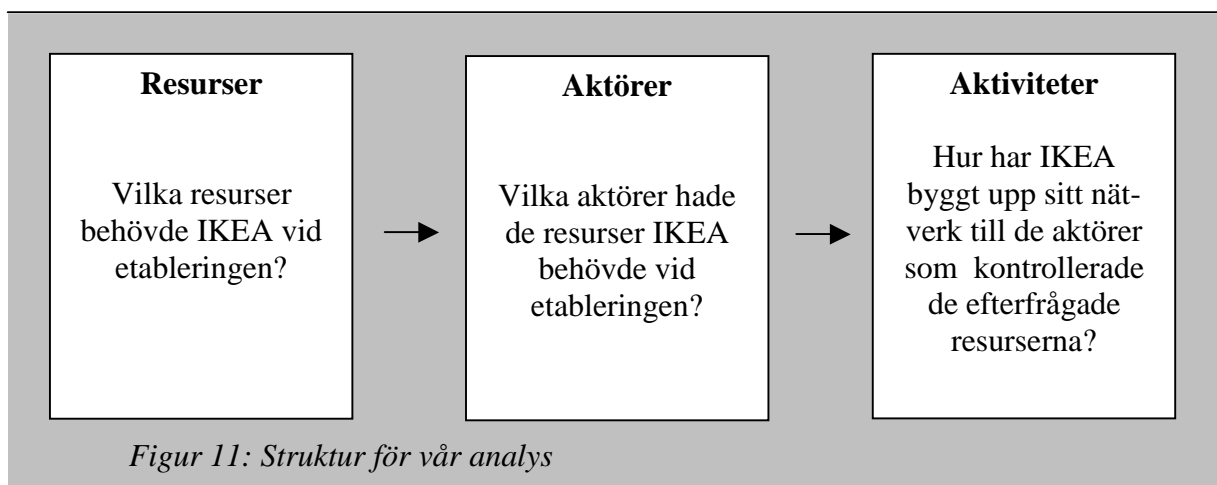 Resurser
Vilka resurser
behövde IKEA vid
etableringen?
Aktörer
Vilka aktörer hade
de resurser IKEA
behövde vid
etableringen?
Aktiviteter
Hur har IKEA
byggt upp sitt nät-
verk till de aktörer
som kontrollerade
de efterfrågade
resurserna?
Figur 11: Struktur för vår analys